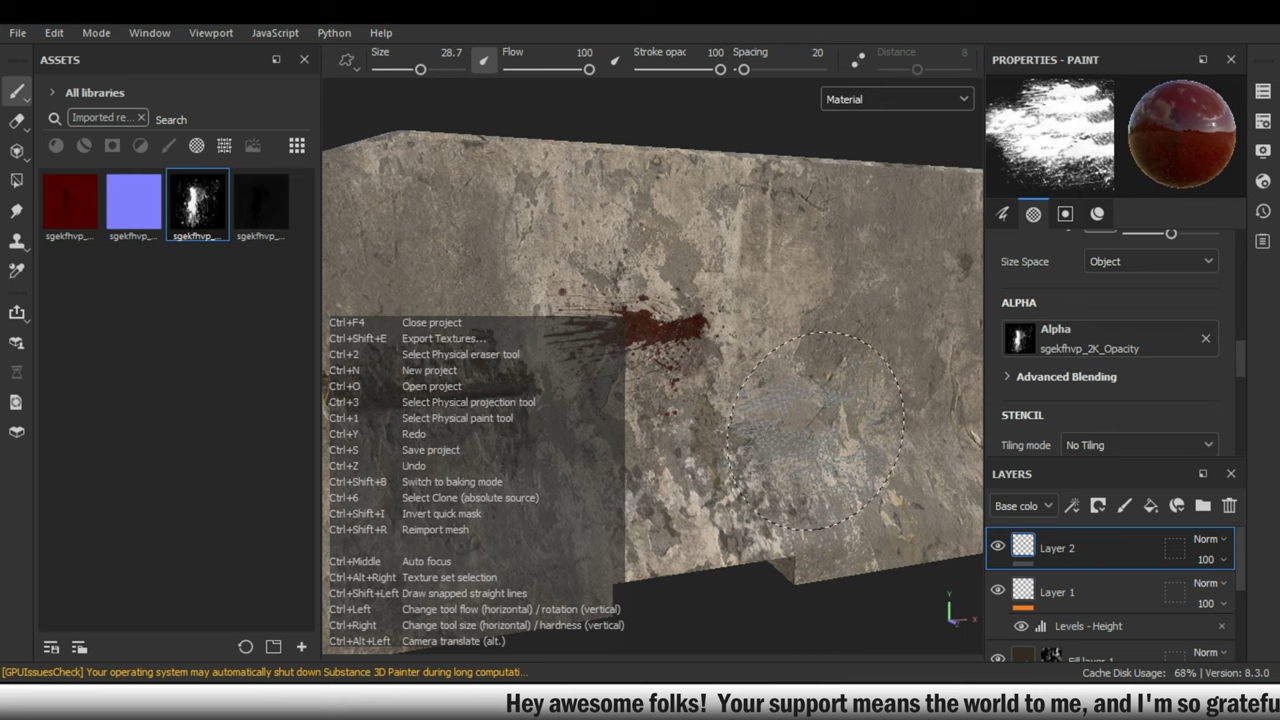 File Edit Mode Window Viewport JavaScript Python Help
ASSETS
All libraries
Imported re... Search
sgekfhvp_... sgekfhvp_... sgekfhvp_... sgekfhvp_...
Size 28.7 Flow 100 Stroke opac 100 Spacing 20 Distance 8
Material
Ctrl+F4 Close project
Ctrl+Shift+E Export Textures...
Ctrl+2 Select Physical eraser tool
Ctrl+N New project
Ctrl+O Open project
Ctrl+3 Select Physical projection tool
Ctrl+1 Select Physical paint tool
Ctrl+Y Redo
Ctrl+S Save project
Ctrl+Z Undo
Ctrl+Shift+B Switch to baking mode
Ctrl+6 Select Clone (absolute source)
Ctrl+Shift+I Invert quick mask
Ctrl+Shift+R Reimport mesh
Ctrl+Middle Auto focus
Ctrl+Alt+Right Texture set selection
Ctrl+Shift+Left Draw snapped straight lines
Ctrl+Left Change tool flow (horizontal) / rotation (vertical)
Ctrl+Right Change tool size (horizontal) / hardness (vertical)
Ctrl+Alt+Left Camera translate (alt.)
Y
X
PROPERTIES - PAINT
Size Space Object
ALPHA
Alpha
sgekfhvp_2K_Opacity
Advanced Blending
STENCIL
Tiling mode No Tiling
LAYERS
Base colo
Layer 2 Norm
100
Layer 1 Norm
100
Levels - Height
Fill layer 1 Norm
[GPUIssuesCheck] Your operating system may automatically shut down Substance 3D Painter during long computati...
Cache Disk Usage: 68% | Version: 8.3.0
Hey awesome folks! Your support means the world to me, and I'm so gratefu